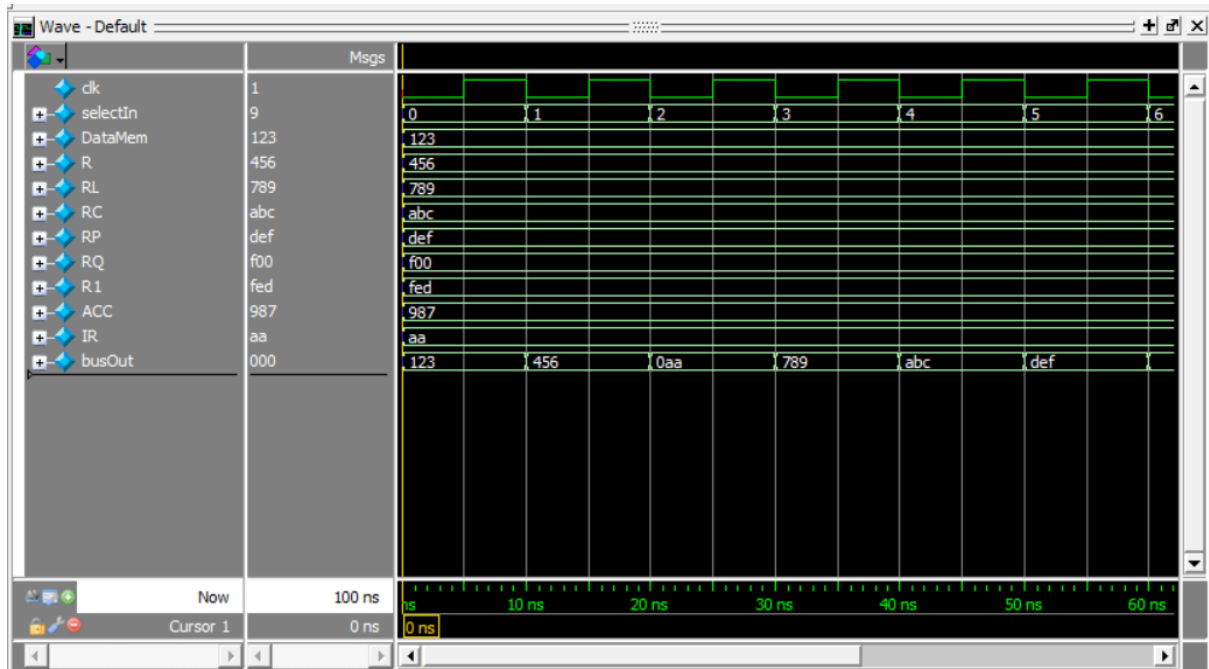 Wave - Default
Msgs
clk 1
selectIn 9 0 1 2 3 4 5 6
DataMem 123 123
R 456 456
RL 789 789
RC abc abc
RP def def
RQ f00 f00
R1 fed fed
ACC 987 987
IR aa aa
busOut 000 123 456 0aa 789 abc def
Now 100 ns ns 10 ns 20 ns 30 ns 40 ns 50 ns 60 ns
Cursor 1 0 ns 0 ns